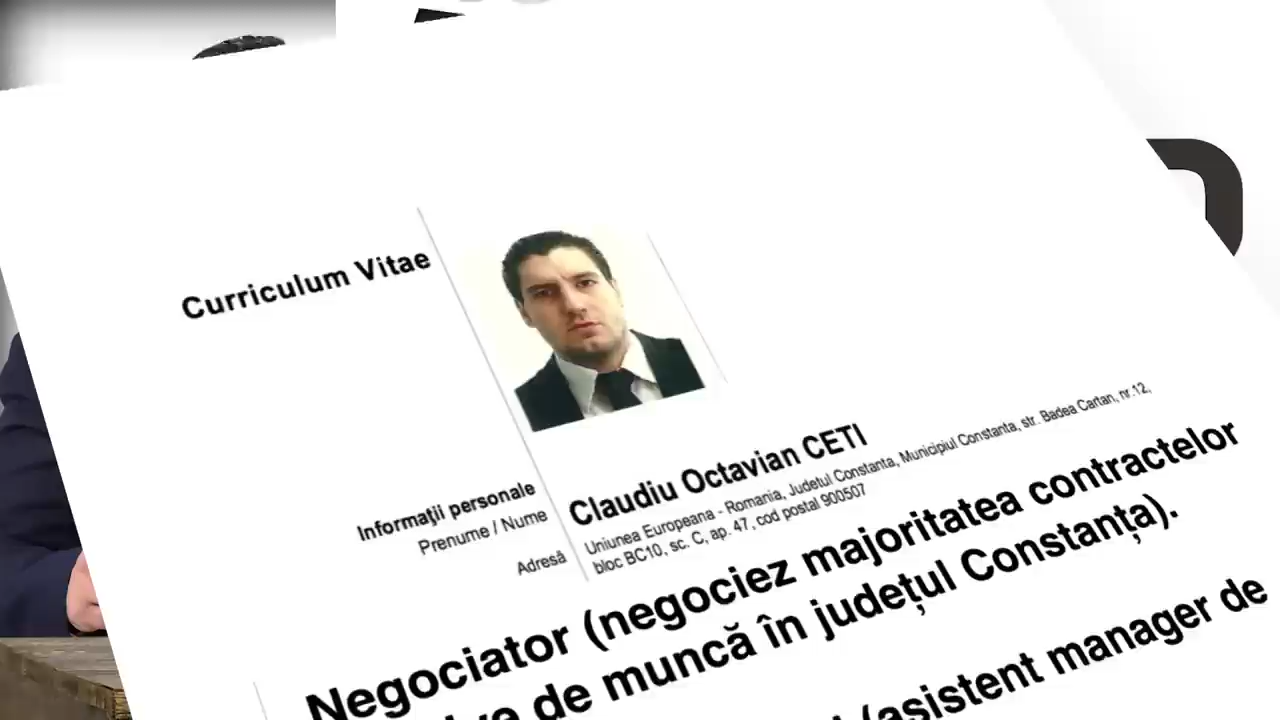 Curriculum Vitae
Informaţii personale
Prenume / Nume
Claudiu Octavian CETI
Adresă
Uniunea Europeana - Romania, Judetul Constanta, Municipiul Constanta, str. Badea Cartan, nr.12,
bloc BC10, sc. C, ap. 47, cod postal 900507
Negociator (negociez majoritatea contractelor
de muncă în județul Constanța).
(asistent manager de